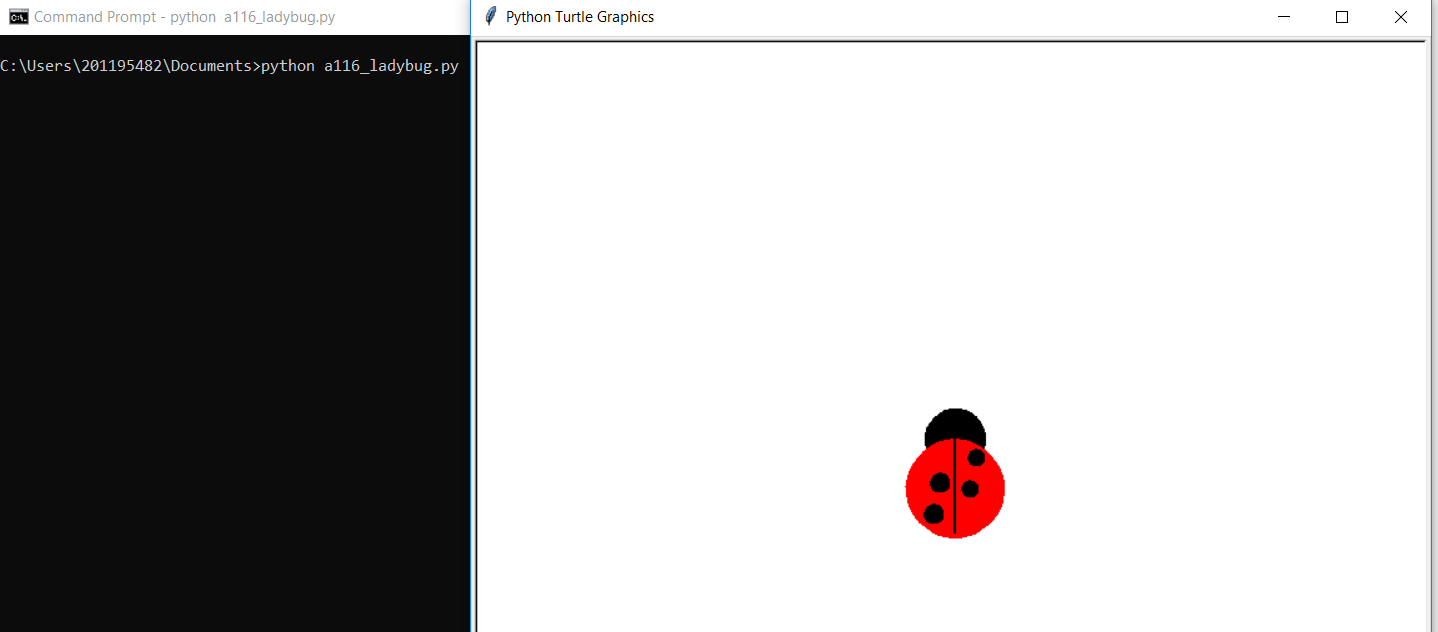 Command Prompt - python  a116_ladybug.py
C:\Users\201195482\Documents>python a116_ladybug.py
Python Turtle Graphics